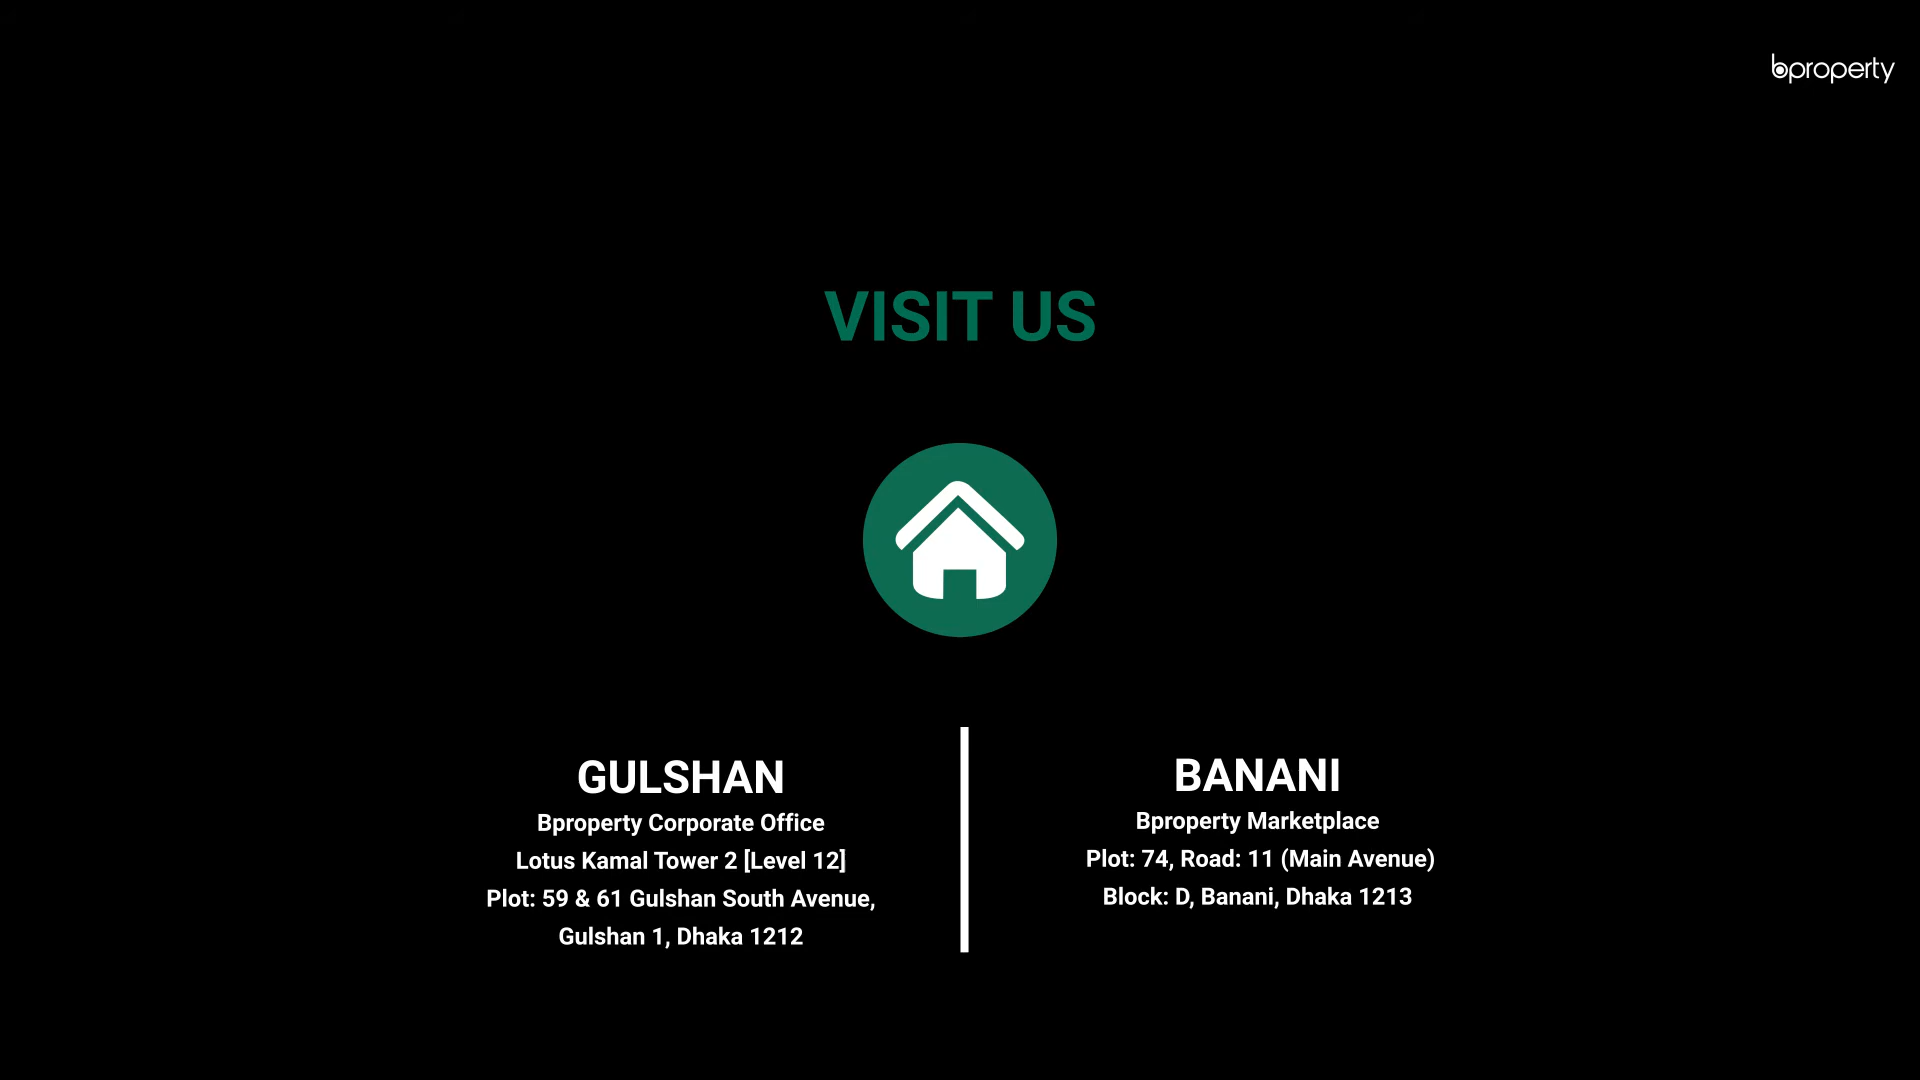 bproperty
VISIT US
GULSHAN
Bproperty Corporate Office
Lotus Kamal Tower 2 [Level 12]
Plot: 59 & 61 Gulshan South Avenue,
Gulshan 1, Dhaka 1212
BANANI
Bproperty Marketplace
Plot: 74, Road: 11 (Main Avenue)
Block: D, Banani, Dhaka 1213